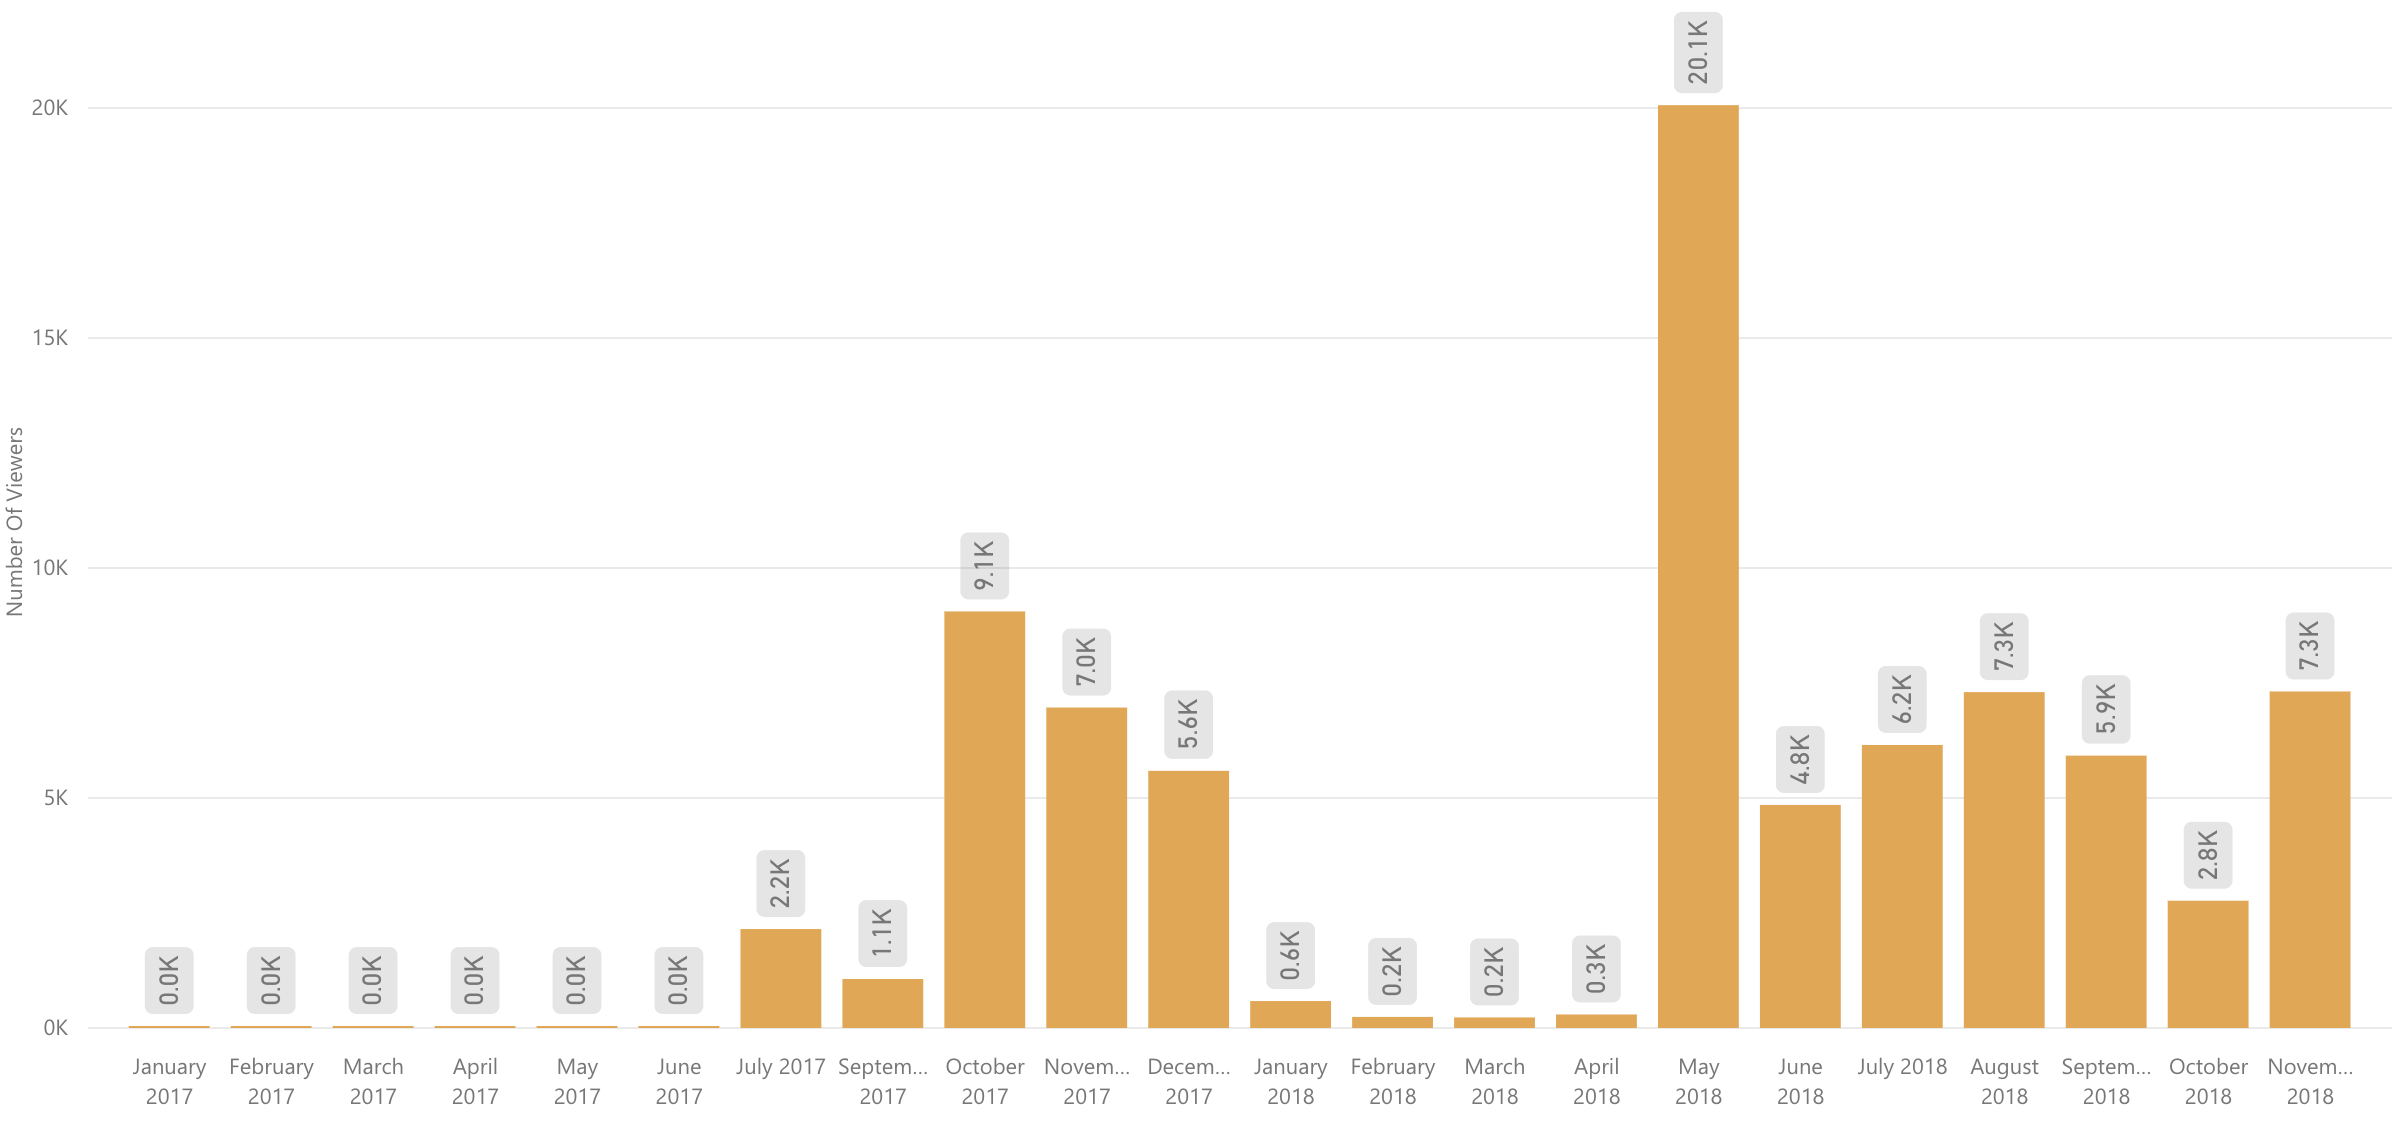 20K
15K
10K
5K
0K
Number Of Viewers
0.0K
0.0K
0.0K
0.0K
0.0K
0.0K
2.2K
1.1K
9.1K
7.0K
5.6K
0.6K
0.2K
0.2K
0.3K
20.1K
4.8K
6.2K
7.3K
5.9K
2.8K
7.3K
January
2017
February
2017
March
2017
April
2017
May
2017
June
2017
July 2017
Septem...
2017
October
2017
Novem...
2017
Decem...
2017
January
2018
February
2018
March
2018
April
2018
May
2018
June
2018
July 2018
August
2018
Septem...
2018
October
2018
Novem...
2018